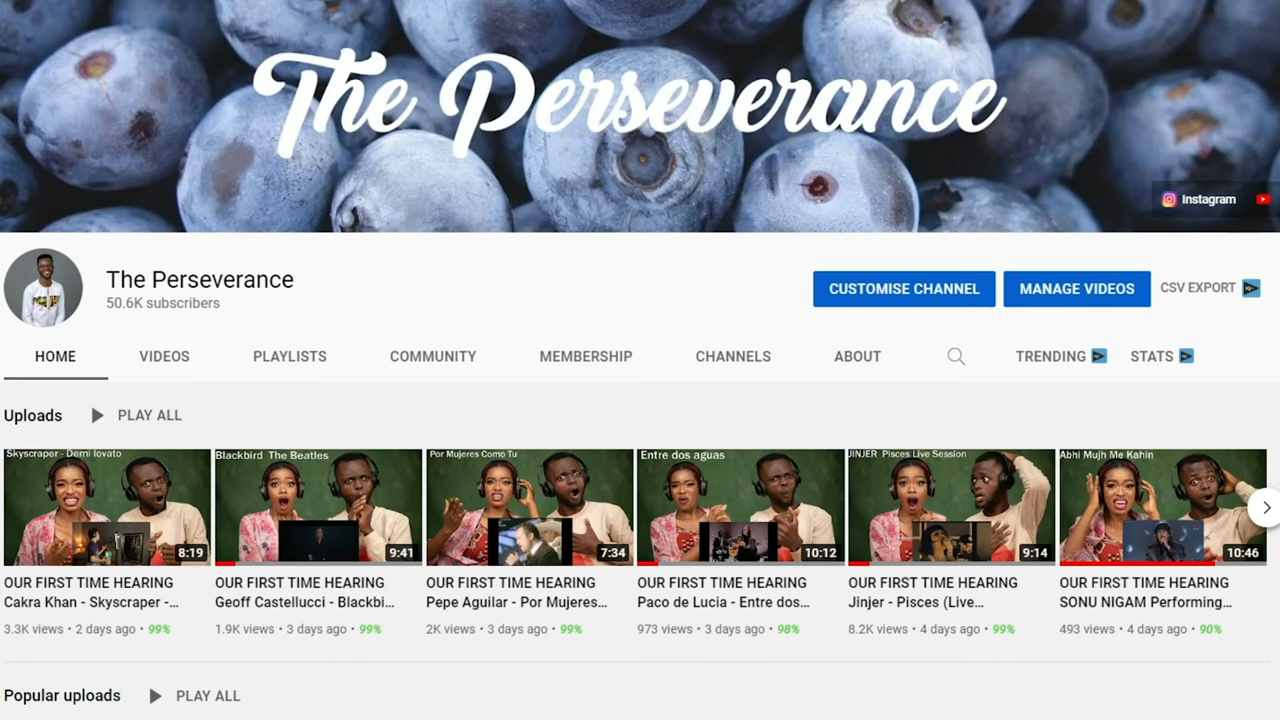 The Perseverance
Instagram
The Perseverance
50.6K subscribers
CUSTOMISE CHANNEL
MANAGE VIDEOS
CSV EXPORT
HOME
VIDEOS
PLAYLISTS
COMMUNITY
MEMBERSHIP
CHANNELS
ABOUT
TRENDING
STATS
Uploads
PLAY ALL
Skyscraper - Demi lovato
8:19
OUR FIRST TIME HEARING
Cakra Khan - Skyscraper -...
3.3K views • 2 days ago • 99%
Blackbird The Beatles
9:41
OUR FIRST TIME HEARING
Geoff Castellucci - Blackbi...
1.9K views • 3 days ago • 99%
Por Mujeres Como Tu
7:34
OUR FIRST TIME HEARING
Pepe Aguilar - Por Mujeres...
2K views • 3 days ago • 99%
Entre dos aguas
10:12
OUR FIRST TIME HEARING
Paco de Lucia - Entre dos...
973 views • 3 days ago • 98%
JINJER Pisces Live Session
9:14
OUR FIRST TIME HEARING
Jinjer - Pisces (Live...
8.2K views • 4 days ago • 99%
Abhi Mujh Me Kahin
10:46
OUR FIRST TIME HEARING
SONU NIGAM Performing...
493 views • 4 days ago • 90%
Popular uploads
PLAY ALL